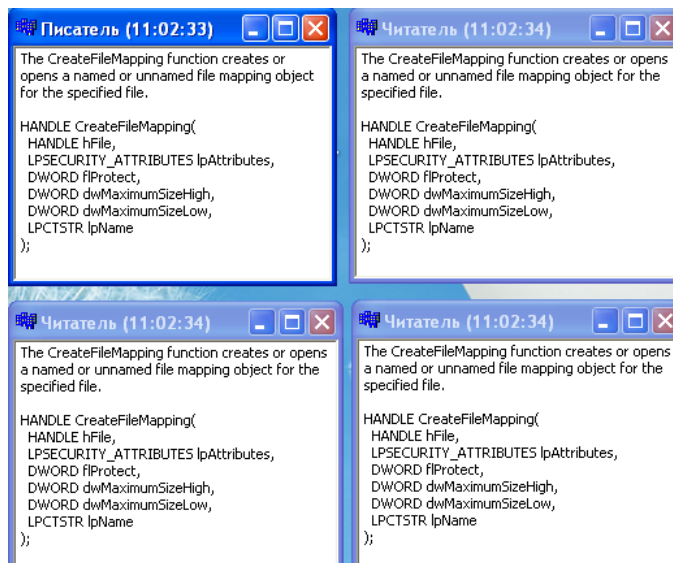 Писатель (11:02:33)
The CreateFileMapping function creates or
opens a named or unnamed file mapping object
for the specified file.
HANDLE CreateFileMapping(
HANDLE hFile,
LPSECURITY_ATTRIBUTES lpAttributes,
DWORD flProtect,
DWORD dwMaximumSizeHigh,
DWORD dwMaximumSizeLow,
LPCTSTR lpName
);
Читатель (11:02:34)
The CreateFileMapping function creates or opens
a named or unnamed file mapping object for the
specified file.
HANDLE CreateFileMapping(
HANDLE hFile,
LPSECURITY_ATTRIBUTES lpAttributes,
DWORD flProtect,
DWORD dwMaximumSizeHigh,
DWORD dwMaximumSizeLow,
LPCTSTR lpName
);
Читатель (11:02:34)
The CreateFileMapping function creates or opens
a named or unnamed file mapping object for the
specified file.
HANDLE CreateFileMapping(
HANDLE hFile,
LPSECURITY_ATTRIBUTES lpAttributes,
DWORD flProtect,
DWORD dwMaximumSizeHigh,
DWORD dwMaximumSizeLow,
LPCTSTR lpName
);
Читатель (11:02:34)
The CreateFileMapping function creates or opens
a named or unnamed file mapping object for the
specified file.
HANDLE CreateFileMapping(
HANDLE hFile,
LPSECURITY_ATTRIBUTES lpAttributes,
DWORD flProtect,
DWORD dwMaximumSizeHigh,
DWORD dwMaximumSizeLow,
LPCTSTR lpName
);